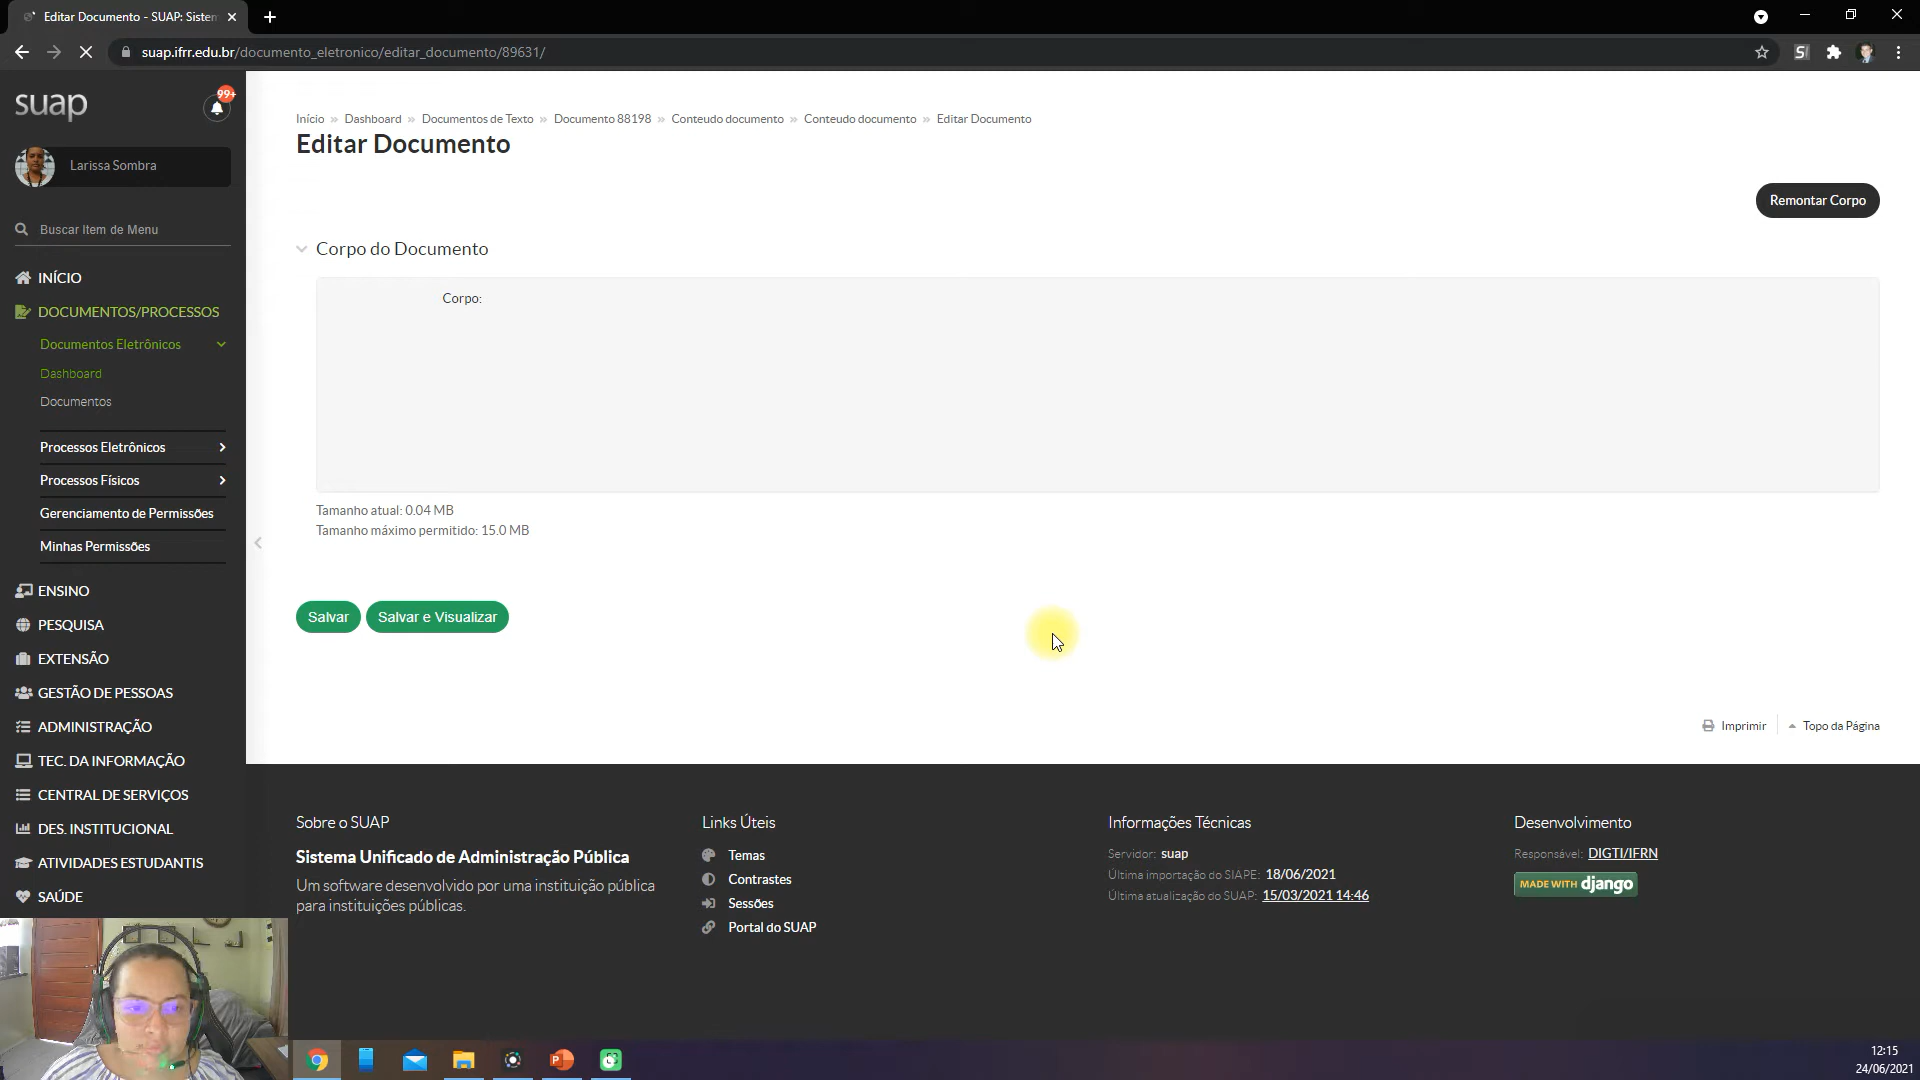 Editar Documento - SUAP: Sister
suap.ifrr.edu.br/documento_eletronico/editar_documento/89631/
suap
99+
Larissa Sombra
Buscar Item de Menu
INÍCIO
DOCUMENTOS/PROCESSOS
Documentos Eletrônicos
Dashboard
Documentos
Processos Eletrônicos
Processos Físicos
Gerenciamento de Permissões
Minhas Permissões
ENSINO
PESQUISA
EXTENSÃO
GESTÃO DE PESSOAS
ADMINISTRAÇÃO
TEC. DA INFORMAÇÃO
CENTRAL DE SERVIÇOS
DES. INSTITUCIONAL
ATIVIDADES ESTUDANTIS
SAÚDE
Início » Dashboard » Documentos de Texto » Documento 88198 » Conteudo documento » Conteudo documento » Editar Documento
Editar Documento
Remontar Corpo
Corpo do Documento
Corpo:
Tamanho atual: 0.04 MB
Tamanho máximo permitido: 15.0 MB
Salvar
Salvar e Visualizar
Imprimir
Topo da Página
Sobre o SUAP
Sistema Unificado de Administração Pública
Um software desenvolvido por uma instituição pública
para instituições públicas.
Links Úteis
Temas
Contrastes
Sessões
Portal do SUAP
Informações Técnicas
Servidor: suap
Última importação do SIAPE: 18/06/2021
Última atualização do SUAP: 15/03/2021 14:46
Desenvolvimento
Responsável: DIGTI/IFRN
MADE WITH django
12:15
24/06/2021